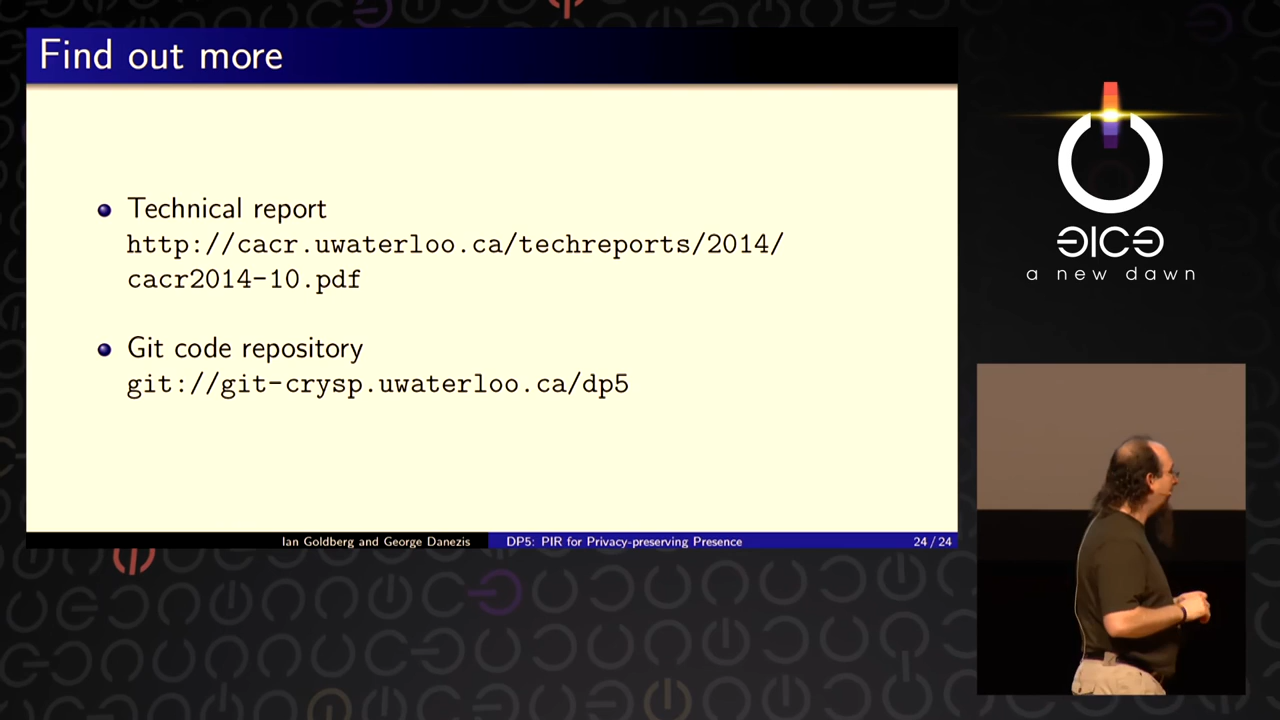 Find out more
Technical report
http://cacr.uwaterloo.ca/techreports/2014/
cacr2014-10.pdf
Git code repository
git://git-crysp.uwaterloo.ca/dp5
Ian Goldberg and George Danezis
DP5: PIR for Privacy-preserving Presence
24 / 24
31C3
a new dawn